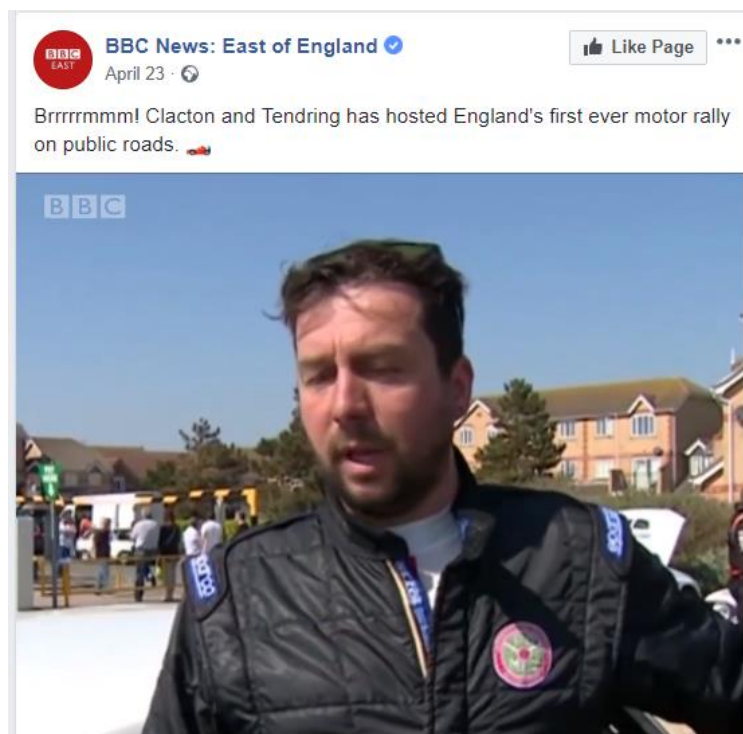 BBC
EAST
BBC News: East of England
April 23 ·
Like Page
Brrrrrmmm! Clacton and Tendring has hosted England's first ever motor rally
on public roads.
BBC
sparco